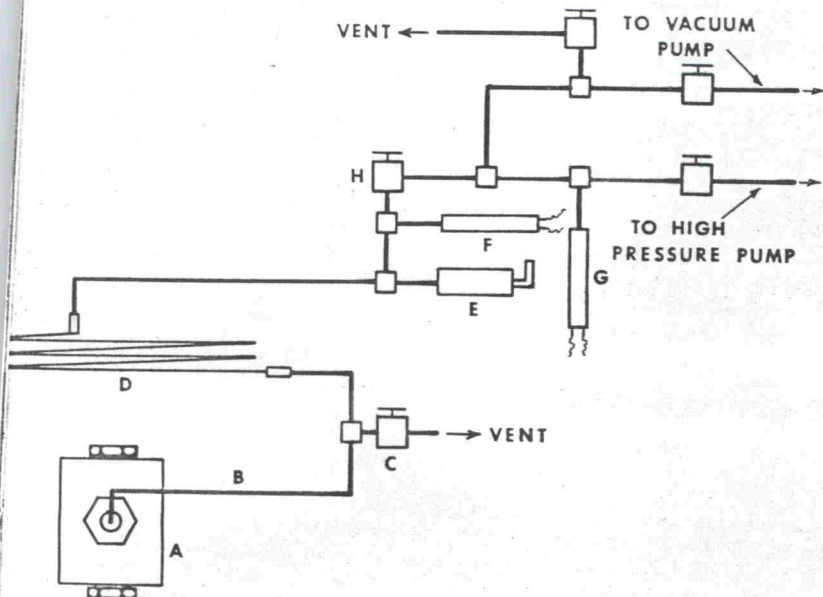 VENT
TO VACUUM
PUMP
H
F
TO HIGH
PRESSURE PUMP
G
E
D
VENT
C
B
A